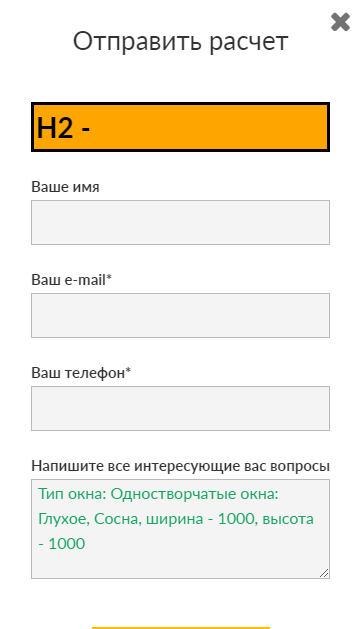 Отправить расчет
H2 -
Ваше имя
Ваш e-mail*
Ваш телефон*
Напишите все интересующие вас вопросы
Тип окна: Одностворчатые окна:
Глухое, Сосна, ширина - 1000, высота
- 1000